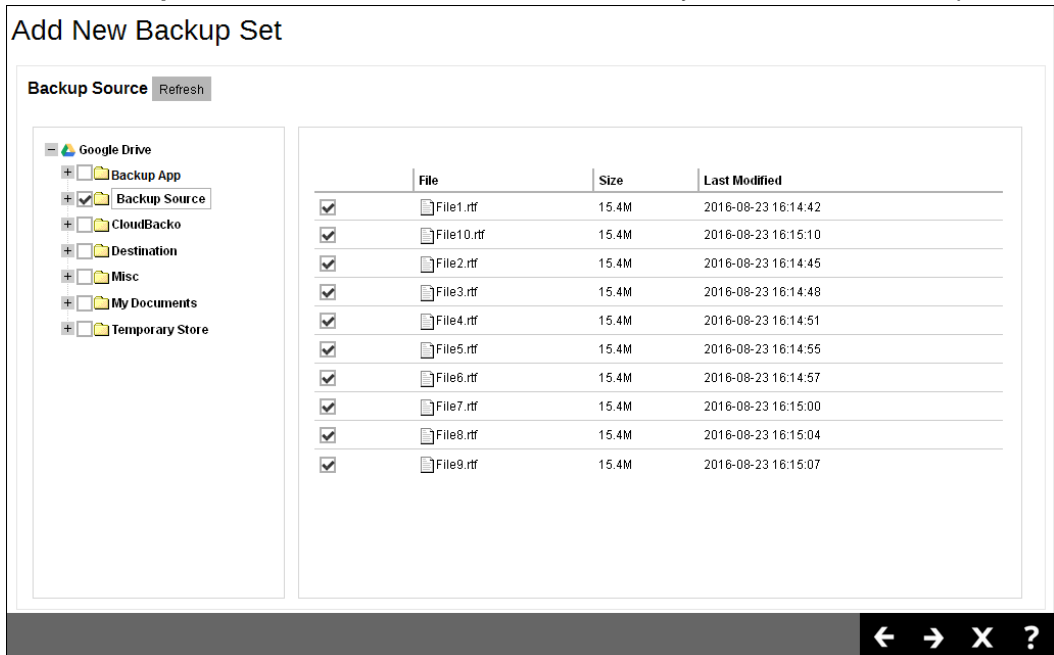 Add New Backup Set
Backup Source Refresh
Google Drive
Backup App
Backup Source
CloudBacko
Destination
Misc
My Documents
Temporary Store
File Size Last Modified
File1.rtf 15.4M 2016-08-23 16:14:42
File10.rtf 15.4M 2016-08-23 16:15:10
File2.rtf 15.4M 2016-08-23 16:14:45
File3.rtf 15.4M 2016-08-23 16:14:48
File4.rtf 15.4M 2016-08-23 16:14:51
File5.rtf 15.4M 2016-08-23 16:14:55
File6.rtf 15.4M 2016-08-23 16:14:57
File7.rtf 15.4M 2016-08-23 16:15:00
File8.rtf 15.4M 2016-08-23 16:15:04
File9.rtf 15.4M 2016-08-23 16:15:07
X ?